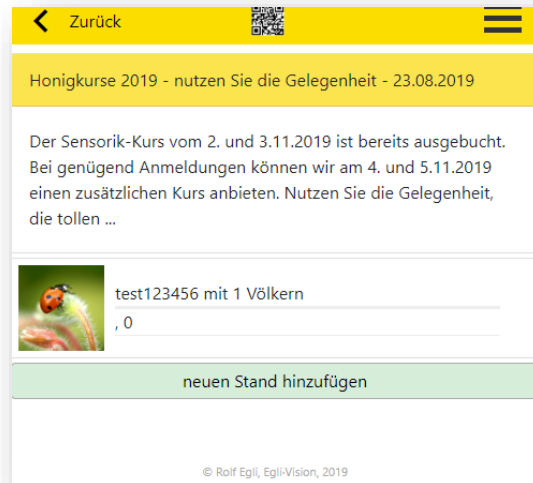 Zurück
Honigkurse 2019 - nutzen Sie die Gelegenheit - 23.08.2019
Der Sensorik-Kurs vom 2. und 3.11.2019 ist bereits ausgebucht.
Bei genügend Anmeldungen können wir am 4. und 5.11.2019
einen zusätzlichen Kurs anbieten. Nutzen Sie die Gelegenheit,
die tollen ...
test123456 mit 1 Völkern
, 0
neuen Stand hinzufügen
© Rolf Egli, Egli-Vision, 2019